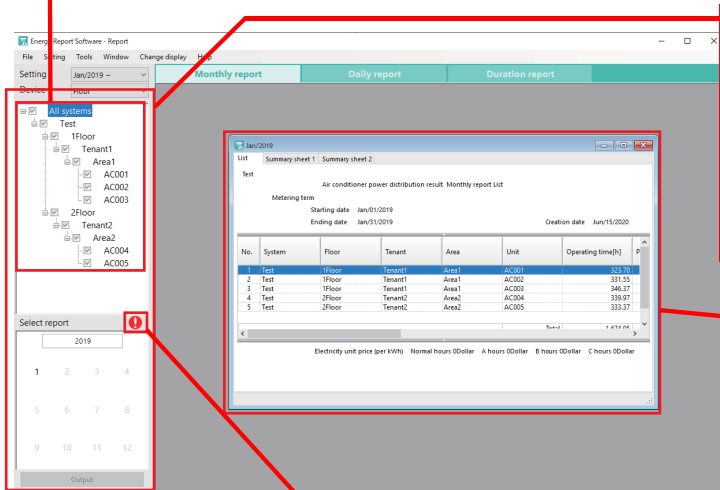 Energy Report Software - Report
File Setting Tools Window Change display Help
Setting Jan/2019 ~
Device Floor
Monthly report Daily report Duration report
All systems
Test
1Floor
Tenant1
Area1
AC001
AC002
AC003
2Floor
Tenant2
Area2
AC004
AC005
Select report
2019
1 2 3 4
5 6 7 8
9 10 11 12
Output
Jan/2019
List Summary sheet 1 Summary sheet 2
Test
Air conditioner power distribution result Monthly report List
Metering term
Starting date Jan/01/2019
Ending date Jan/31/2019 Creation date Jun/15/2020
No. System Floor Tenant Area Unit Operating time[h] P
1 Test 1Floor Tenant1 Area1 AC001 323.70
2 Test 1Floor Tenant1 Area1 AC002 331.55
3 Test 1Floor Tenant1 Area1 AC003 346.37
4 Test 2Floor Tenant2 Area2 AC004 339.97
5 Test 2Floor Tenant2 Area2 AC005 333.37
Total 1,674.95
Electricity unit price (per kWh) Normal hours 0Dollar A hours 0Dollar B hours 0Dollar C hours 0Dollar